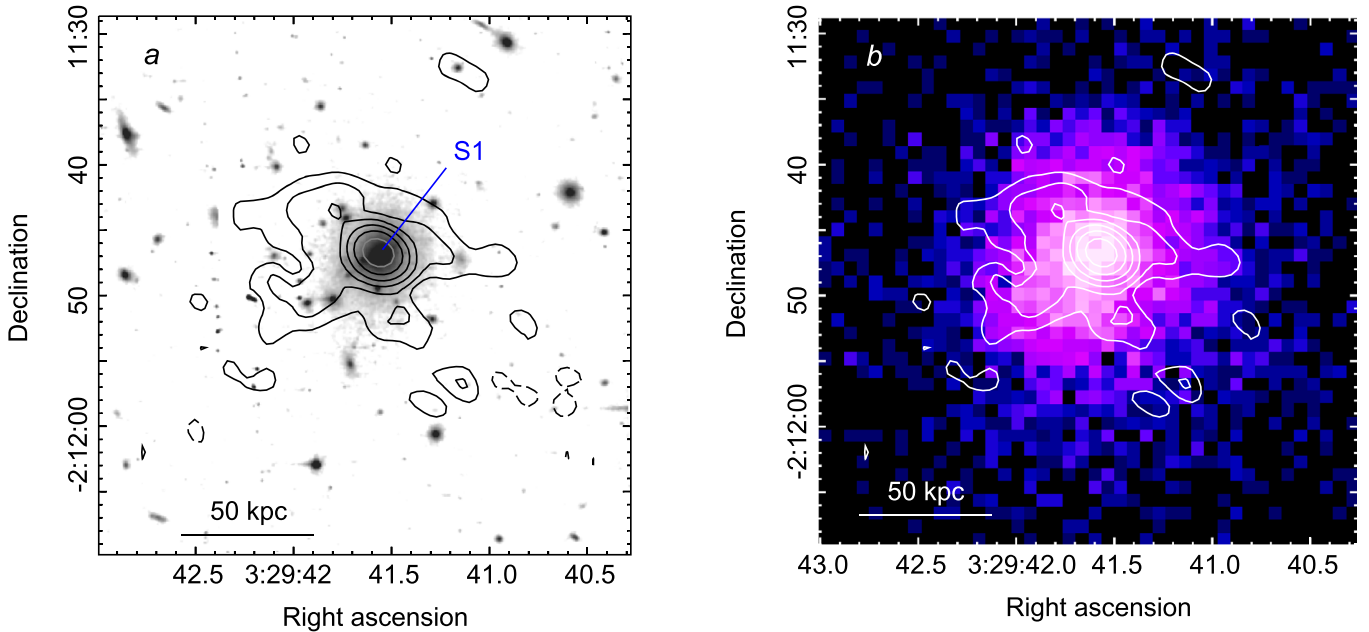 a
S1
11:30
40
50
-2:12:00
Declination
50 kpc
42.5 3:29:42 41.5 41.0 40.5
Right ascension
b
11:30
40
50
-2:12:00
Declination
50 kpc
43.0 42.5 3:29:42.0 41.5 41.0
Right ascension